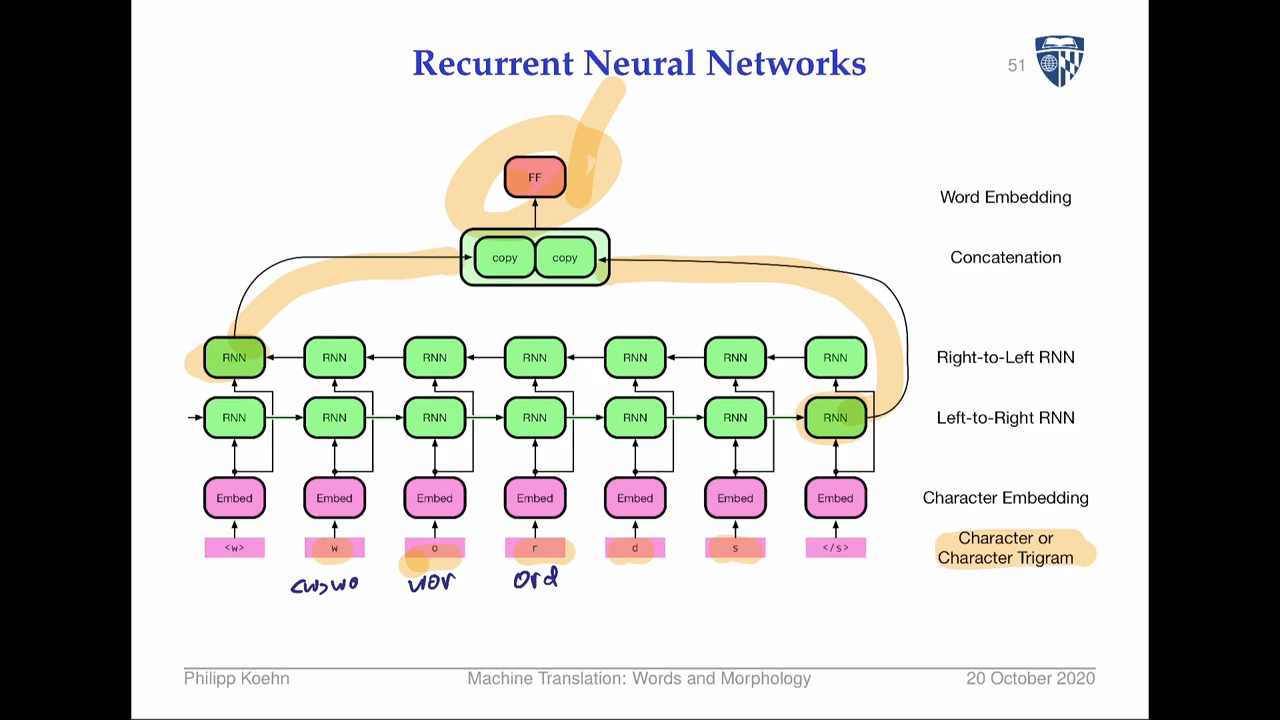 Recurrent Neural Networks
51
FF
Word Embedding
copy copy
Concatenation
RNN RNN RNN RNN RNN RNN RNN
Right-to-Left RNN
RNN RNN RNN RNN RNN RNN RNN
Left-to-Right RNN
Embed Embed Embed Embed Embed Embed Embed
Character Embedding
<w> w o r d s </s>
Character or
Character Trigram
<w>wo wor ord
Philipp Koehn
Machine Translation: Words and Morphology
20 October 2020